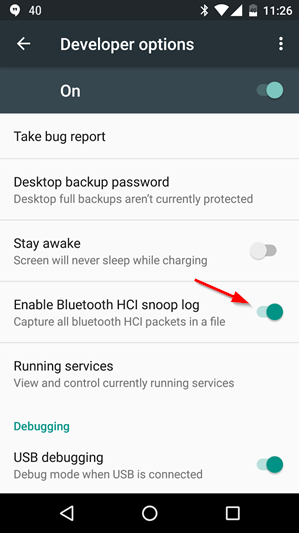 40 11:26
Developer options
On
Take bug report
Desktop backup password
Desktop full backups aren't currently protected
Stay awake
Screen will never sleep while charging
Enable Bluetooth HCI snoop log
Capture all bluetooth HCI packets in a file
Running services
View and control currently running services
Debugging
USB debugging
Debug mode when USB is connected